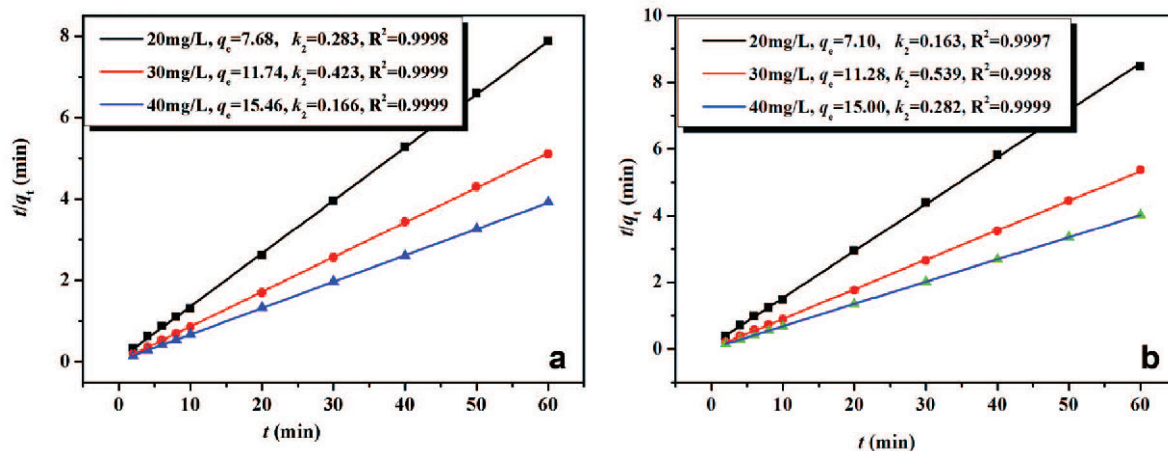 20mg/L, qe=7.68, k2=0.283, R²=0.9998
30mg/L, qe=11.74, k2=0.423, R²=0.9999
40mg/L, qe=15.46, k2=0.166, R²=0.9999
t/qt (min)
8
6
4
2
0
0 10 20 30 40 50 60
t (min)
a
20mg/L, qe=7.10, k2=0.163, R²=0.9997
30mg/L, qe=11.28, k2=0.539, R²=0.9998
40mg/L, qe=15.00, k2=0.282, R²=0.9999
t/qt (min)
10
8
6
4
2
0
0 10 20 30 40 50 60
t (min)
b